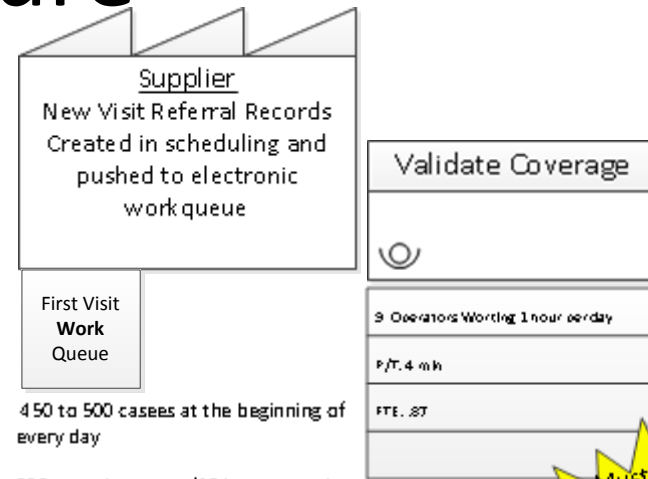 Supplier
New Visit Referral Records
Created in scheduling and
pushed to electronic
work queue
Validate Coverage
First Visit
Work
Queue
9 Operators Working 1 hour per day
P/T. 4 min
FTE. .87
450 to 500 casees at the beginning of
every day
Must